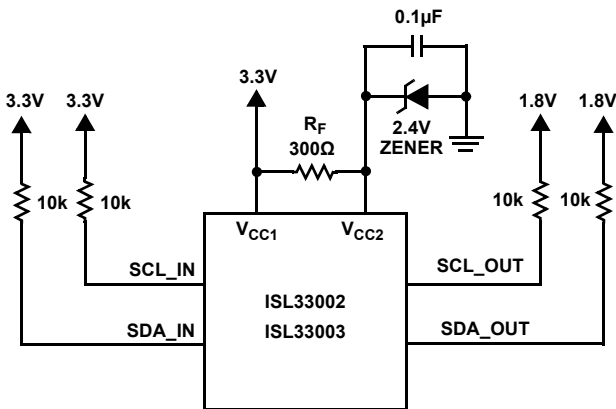 0.1µF
3.3V
3.3V
3.3V
1.8V
1.8V
R_F
300Ω
2.4V
ZENER
10k
10k
10k
10k
V_CC1
V_CC2
SCL_IN
SCL_OUT
ISL33002
SDA_IN
ISL33003
SDA_OUT